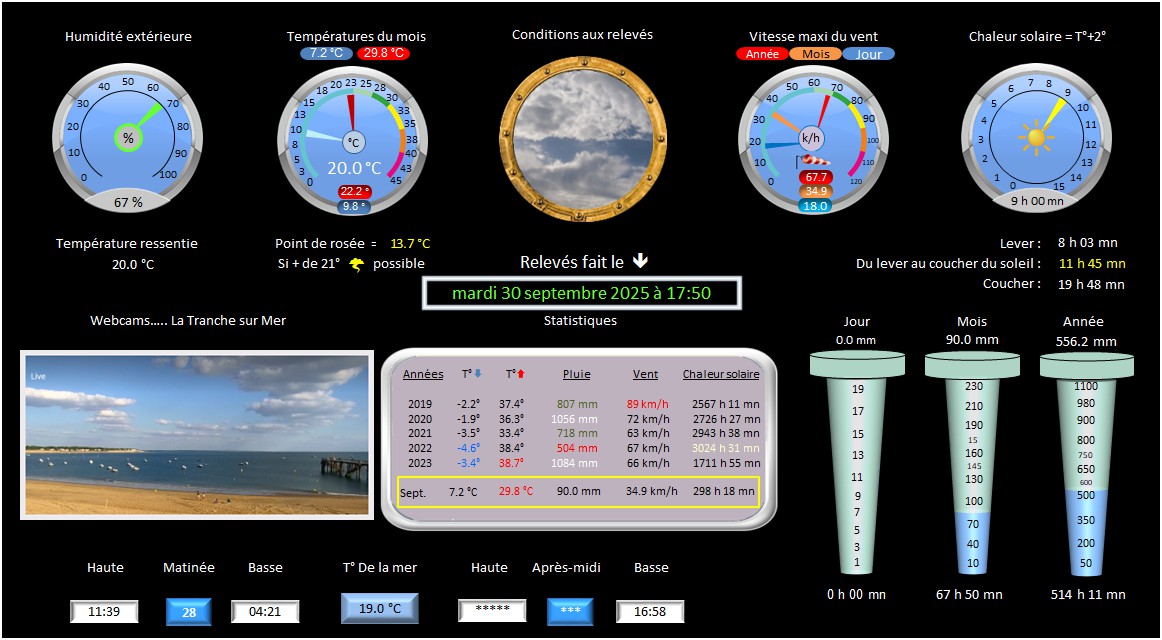 Humidité extérieure
Températures du mois
Conditions aux relevés
Vitesse maxi du vent
Chaleur solaire = T°+2°
7.2 °C 29.8 °C
Année Mois Jour
0 10 20 30 40 50 60 70 80 90 100
%
67 %
0 3 5 8 10 13 15 18 20 23 25 28 30 33 35 38 40 43 45
°C
20.0 °C
22.2 °
9.8 °
0 10 20 30 40 50 60 70 80 90 100 110 120
k/h
67.7
34.9
18.0
0 1 2 3 4 5 6 7 8 9 10 11 12 13 14 15
9 h 00 mn
Température ressentie
20.0 °C
Point de rosée = 13.7 °C
Si + de 21° possible
Relevés fait le
mardi 30 septembre 2025 à 17:50
Lever : 8 h 03 mn
Du lever au coucher du soleil : 11 h 45 mn
Coucher : 19 h 48 mn
Webcams..... La Tranche sur Mer
Live
Statistiques
Années T° T° Pluie Vent Chaleur solaire
2019 -2.2° 37.4° 807 mm 89 km/h 2567 h 11 mn
2020 -1.9° 36.3° 1056 mm 72 km/h 2726 h 27 mn
2021 -3.5° 33.4° 718 mm 63 km/h 2943 h 38 mn
2022 -4.6° 38.4° 504 mm 67 km/h 3024 h 31 mn
2023 -3.4° 38.7° 1084 mm 66 km/h 1711 h 55 mn
Sept. 7.2 °C 29.8 °C 90.0 mm 34.9 km/h 298 h 18 mn
Jour
0.0 mm
19
17
15
13
11
9
7
5
3
1
0 h 00 mn
Mois
90.0 mm
230
210
190
15
160
145
130
100
70
40
10
67 h 50 mn
Année
556.2 mm
1100
980
900
800
750
650
600
500
350
200
50
514 h 11 mn
Haute Matinée Basse
11:39 28 04:21
T° De la mer
19.0 °C
Haute Après-midi Basse
***** *** 16:58